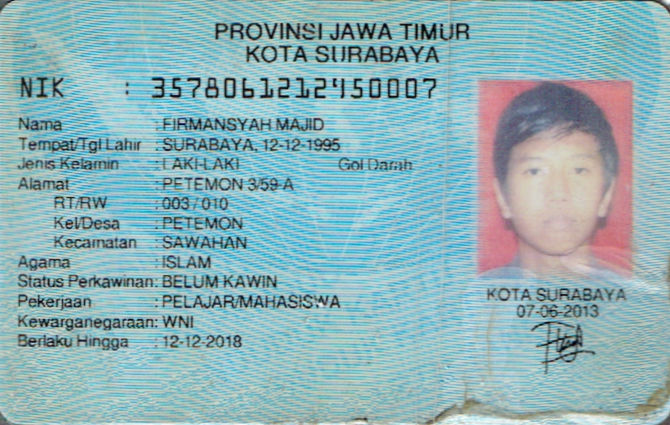 PROVINSI JAWA TIMUR
KOTA SURABAYA
NIK : 3578061212950007
Nama : FIRMANSYAH MAJID
Tempat/Tgl Lahir : SURABAYA, 12-12-1995
Jenis Kelamin : LAKI-LAKI Gol Darah
Alamat : PETEMON 3/59-A
RT/RW : 003 / 010
Kel/Desa : PETEMON
Kecamatan : SAWAHAN
Agama : ISLAM
Status Perkawinan: BELUM KAWIN
Pekerjaan : PELAJAR/MAHASISWA
Kewarganegaraan: WNI
Berlaku Hingga : 12-12-2018
KOTA SURABAYA
07-06-2013